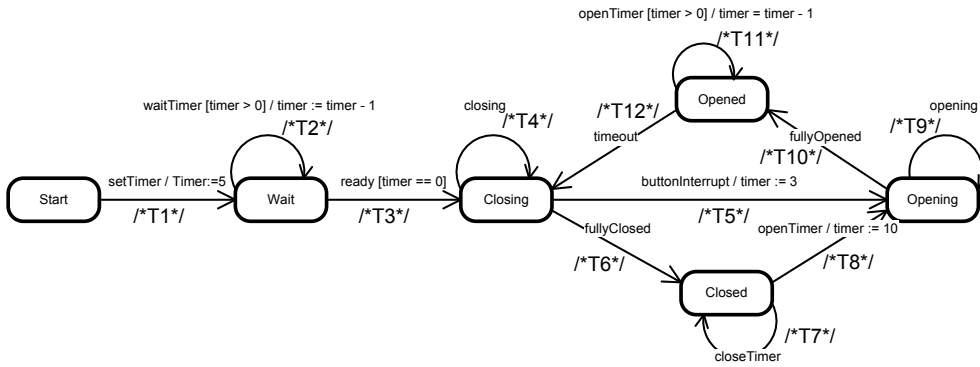 openTimer [timer > 0] / timer = timer - 1
/*T11*/
Opened
waitTimer [timer > 0] / timer := timer - 1
/*T2*/
closing
/*T4*/
/*T12*/
timeout
fullyOpened
/*T10*/
opening
/*T9*/
Start
setTimer / Timer:=5
/*T1*/
Wait
ready [timer == 0]
/*T3*/
Closing
buttonInterrupt / timer := 3
/*T5*/
Opening
fullyClosed
/*T6*/
openTimer / timer := 10
/*T8*/
Closed
/*T7*/
closeTimer